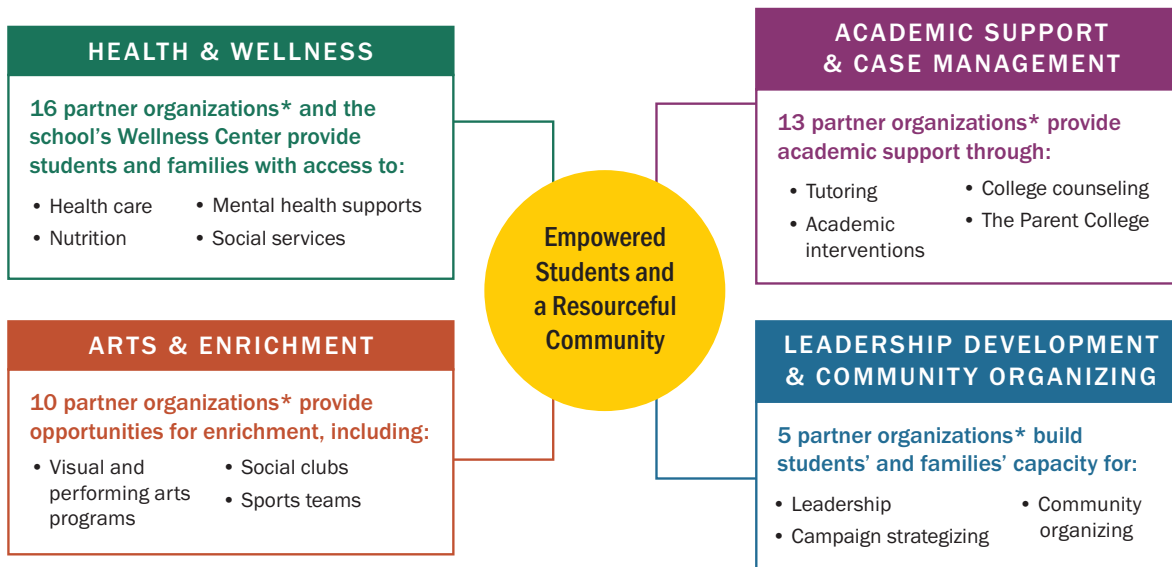 HEALTH & WELLNESS
16 partner organizations* and the
school’s Wellness Center provide
students and families with access to:
• Health care
• Nutrition
• Mental health supports
• Social services
ACADEMIC SUPPORT
& CASE MANAGEMENT
13 partner organizations* provide
academic support through:
• Tutoring
• Academic
interventions
• College counseling
• The Parent College
Empowered
Students and
a Resourceful
Community
ARTS & ENRICHMENT
10 partner organizations* provide
opportunities for enrichment, including:
• Visual and
performing arts
programs
• Social clubs
• Sports teams
LEADERSHIP DEVELOPMENT
& COMMUNITY ORGANIZING
5 partner organizations* build
students’ and families’ capacity for:
• Leadership
• Campaign strategizing
• Community
organizing